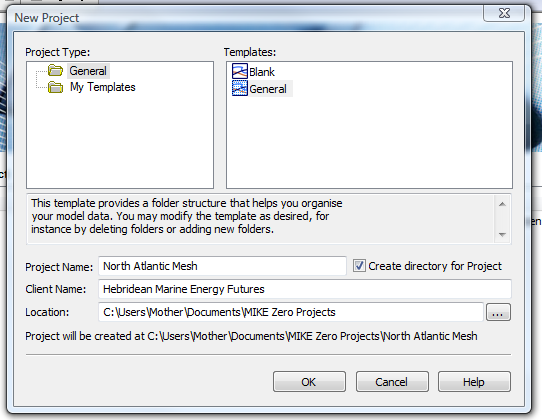 New Project
Project Type:
Templates:
General
My Templates
Blank
General
This template provides a folder structure that helps you organise
your model data. You may modify the template as desired, for
instance by deleting folders or adding new folders.
Project Name: North Atlantic Mesh Create directory for Project
Client Name: Hebridean Marine Energy Futures
Location: C:\Users\Mother\Documents\MIKE Zero Projects ...
Project will be created at C:\Users\Mother\Documents\MIKE Zero Projects\North Atlantic Mesh
OK Cancel Help